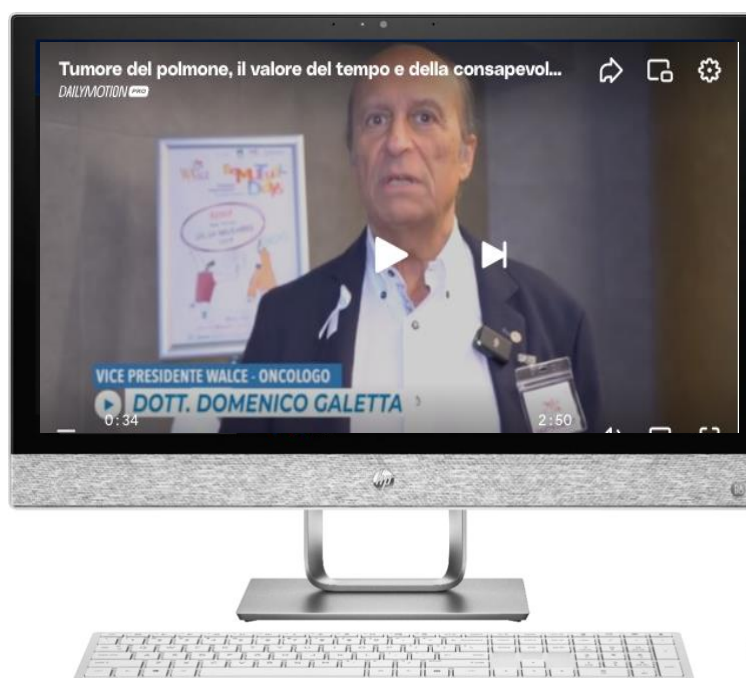 Tumore del polmone, il valore del tempo e della consapevol...
DAILYMOTION PRO
VICE PRESIDENTE WALCE - ONCOLOGO
DOTT. DOMENICO GALETTA
0:34
2:50
hp